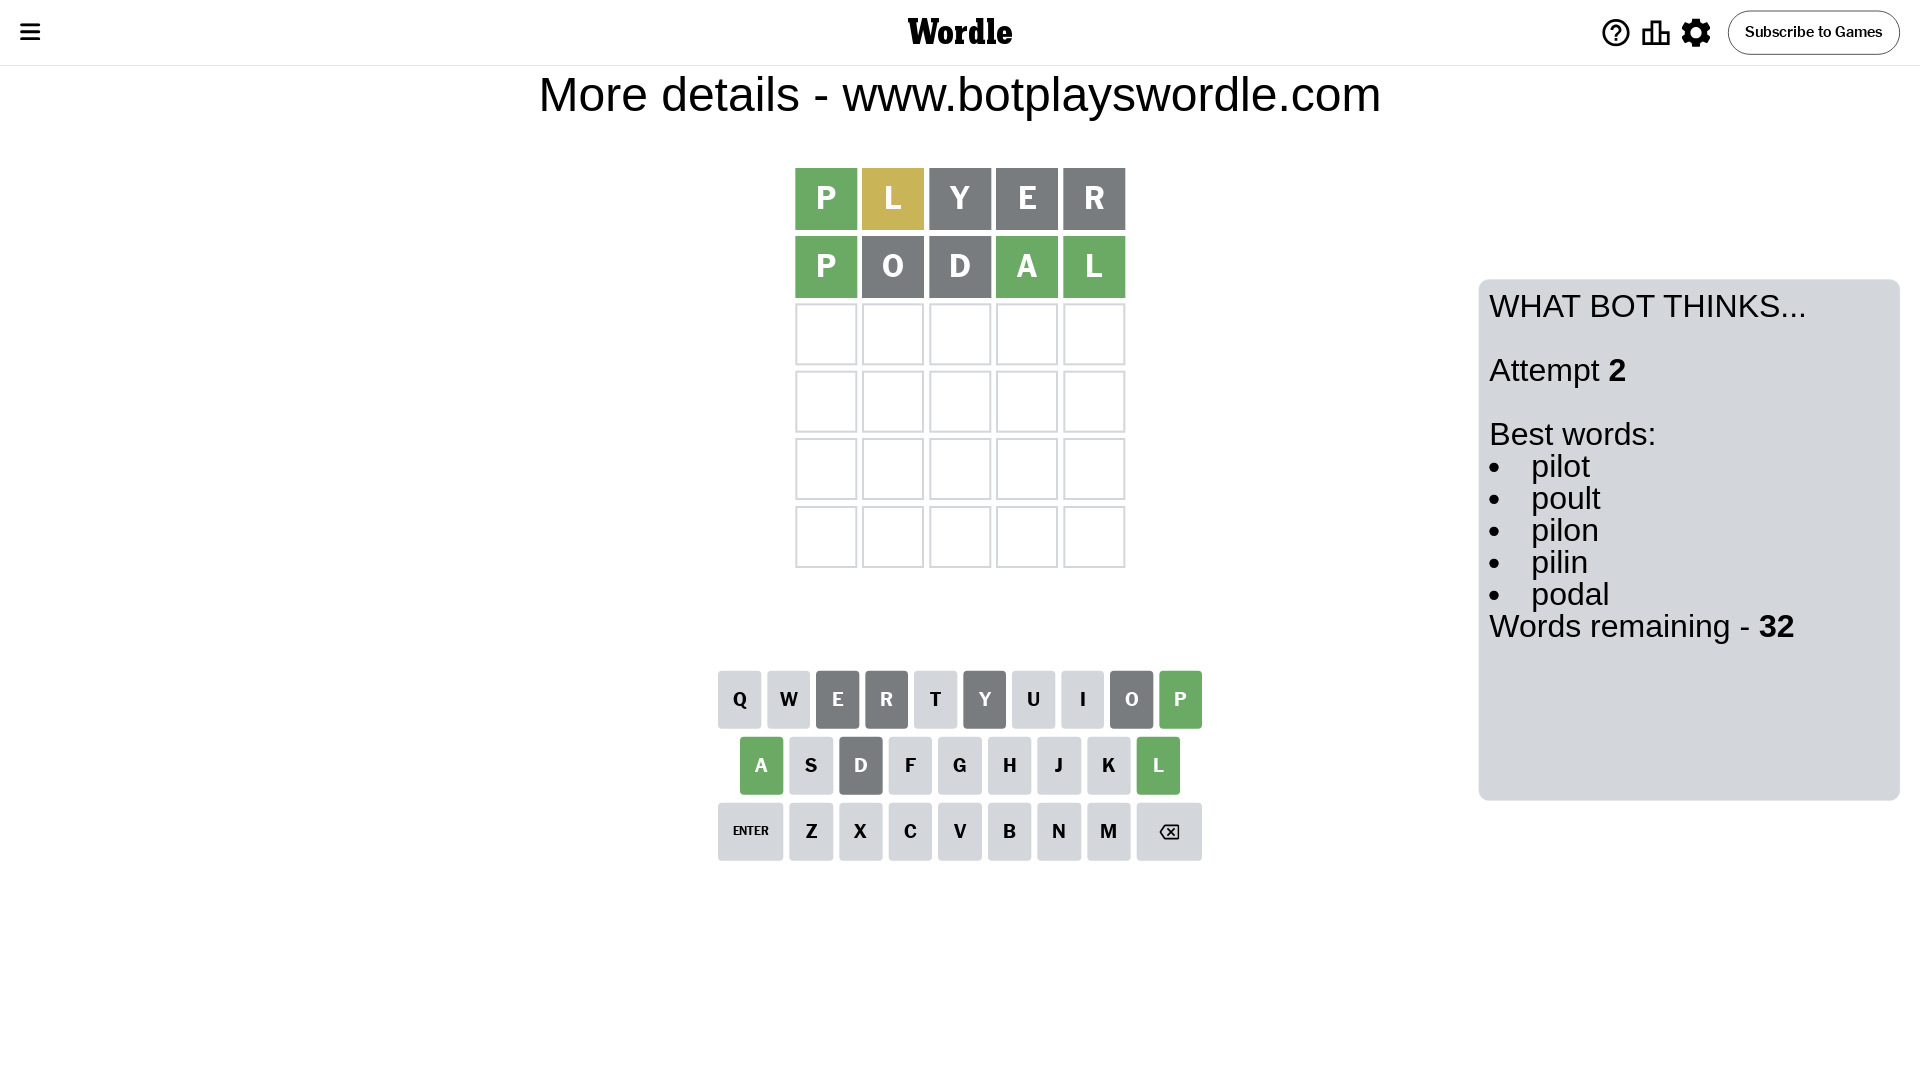 Wordle
Subscribe to Games
More details - www.botplayswordle.com
P L Y E R
P O D A L
WHAT BOT THINKS...
Attempt 2
Best words:
• pilot
• poult
• pilon
• pilin
• podal
Words remaining - 32
Q W E R T Y U I O P
A S D F G H J K L
ENTER Z X C V B N M